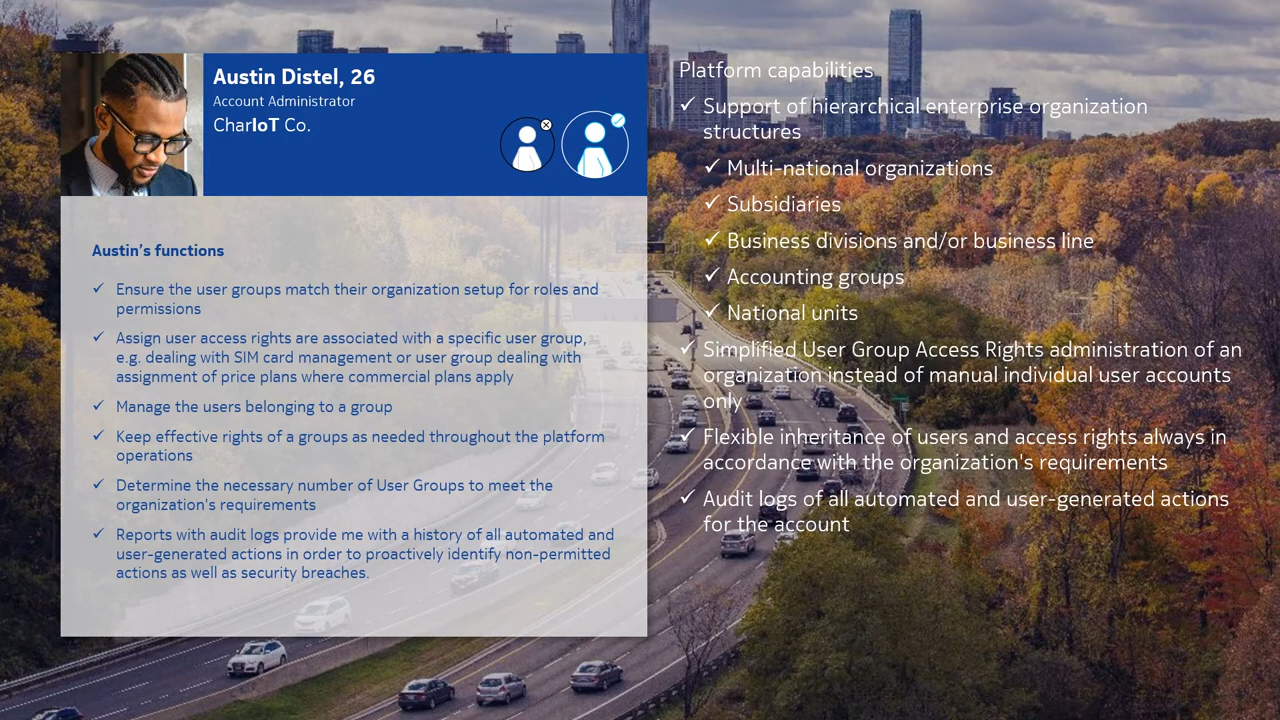 Austin Distel, 26
Account Administrator
CharIoT Co.
Austin’s functions
✓ Ensure the user groups match their organization setup for roles and
permissions
✓ Assign user access rights are associated with a specific user group,
e.g. dealing with SIM card management or user group dealing with
assignment of price plans where commercial plans apply
✓ Manage the users belonging to a group
✓ Keep effective rights of a groups as needed throughout the platform
operations
✓ Determine the necessary number of User Groups to meet the
organization's requirements
✓ Reports with audit logs provide me with a history of all automated and
user-generated actions in order to proactively identify non-permitted
actions as well as security breaches.
Platform capabilities
✓ Support of hierarchical enterprise organization
structures
✓ Multi-national organizations
✓ Subsidiaries
✓ Business divisions and/or business line
✓ Accounting groups
✓ National units
✓ Simplified User Group Access Rights administration of an
organization instead of manual individual user accounts
only
✓ Flexible inheritance of users and access rights always in
accordance with the organization's requirements
✓ Audit logs of all automated and user-generated actions
for the account